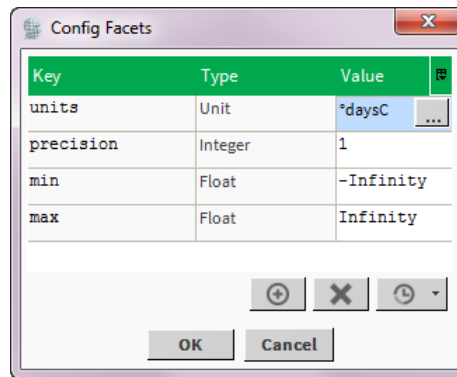 Config Facets
Key Type Value
units Unit °daysC ...
precision Integer 1
min Float -Infinity
max Float Infinity
OK Cancel